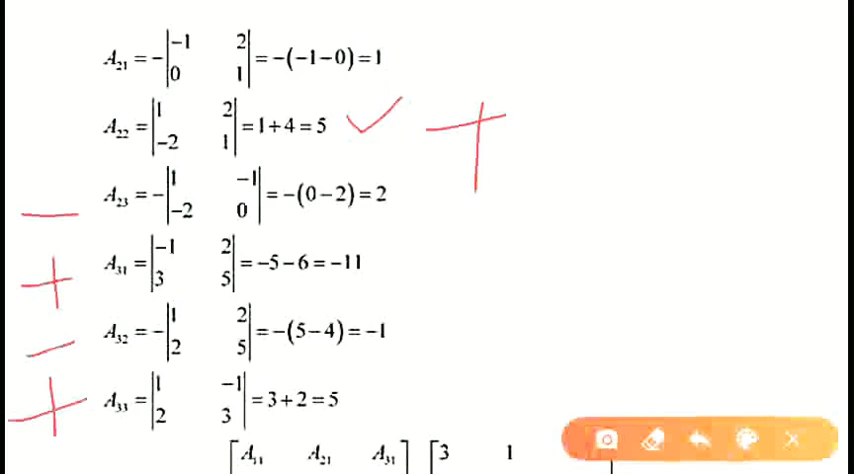 A₂₁ = -|-1 2; 0 1| = -(-1-0) = 1
A₂₂ = |1 2; -2 1| = 1+4 = 5 ✓ +
− A₂₃ = -|1 -1; -2 0| = -(0-2) = 2
+ A₃₁ = |-1 2; 3 5| = -5-6 = -11
− A₃₂ = -|1 2; 2 5| = -(5-4) = -1
+ A₃₃ = |1 -1; 2 3| = 3+2 = 5
[A₁₁ A₂₁ A₃₁] [3 1